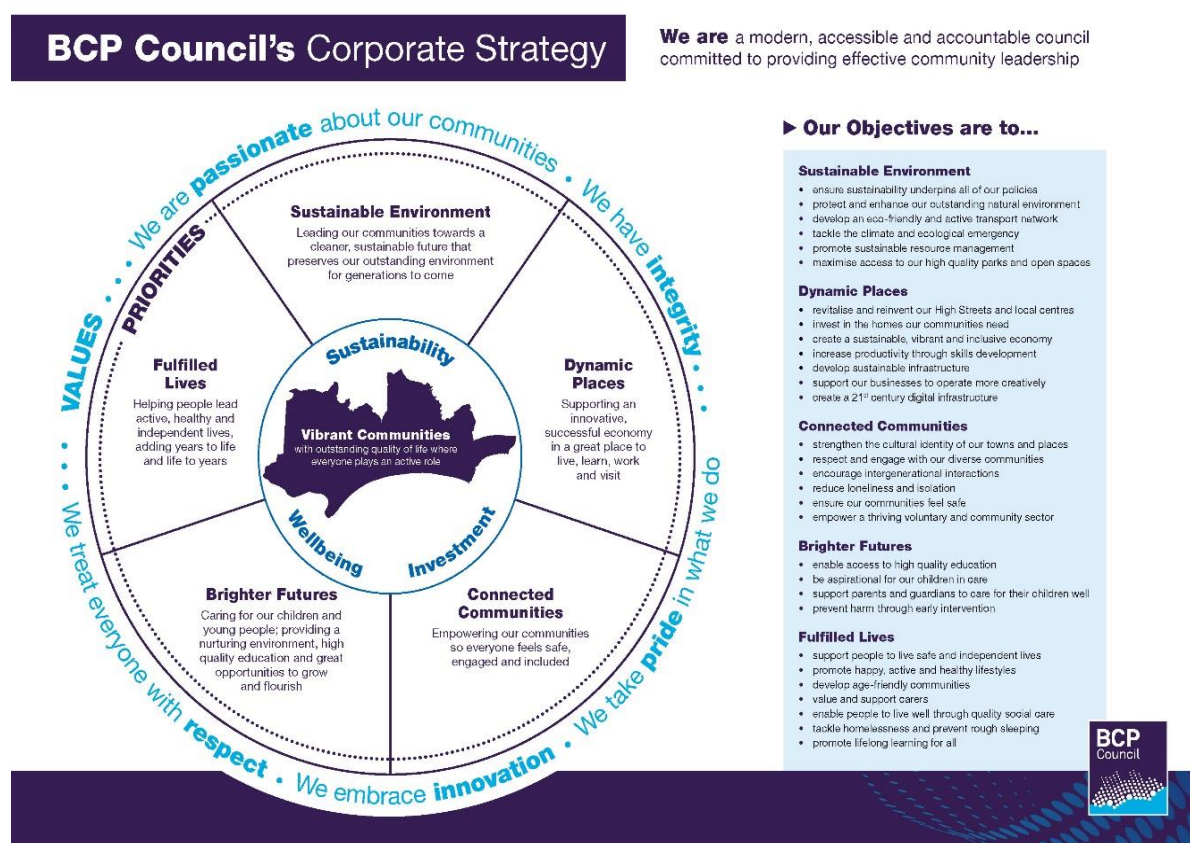 BCP Council's Corporate Strategy
We are a modern, accessible and accountable council
committed to providing effective community leadership
VALUES . . . We are passionate about our communities • We have integrity . . .
We take pride in what we do
We embrace innovation •
We treat everyone with respect •
PRIORITIES
Sustainable Environment
Leading our communities towards a
cleaner, sustainable future that
preserves our outstanding environment
for generations to come
Fulfilled
Lives
Helping people lead
active, healthy and
independent lives,
adding years to life
and life to years
Dynamic
Places
Supporting an
innovative,
successful economy
in a great place to
live, learn, work
and visit
Sustainability
Vibrant Communities
with outstanding quality of life where
everyone plays an active role
Wellbeing
Investment
Brighter Futures
Caring for our children and
young people; providing a
nurturing environment, high
quality education and great
opportunities to grow
and flourish
Connected
Communities
Empowering our communities
so everyone feels safe,
engaged and included
Our Objectives are to...
Sustainable Environment
• ensure sustainability underpins all of our policies
• protect and enhance our outstanding natural environment
• develop an eco-friendly and active transport network
• tackle the climate and ecological emergency
• promote sustainable resource management
• maximise access to our high quality parks and open spaces
Dynamic Places
• revitalise and reinvent our High Streets and local centres
• invest in the homes our communities need
• create a sustainable, vibrant and inclusive economy
• increase productivity through skills development
• develop sustainable infrastructure
• support our businesses to operate more creatively
• create a 21st century digital infrastructure
Connected Communities
• strengthen the cultural identity of our towns and places
• respect and engage with our diverse communities
• encourage intergenerational interactions
• reduce loneliness and isolation
• ensure our communities feel safe
• empower a thriving voluntary and community sector
Brighter Futures
• enable access to high quality education
• be aspirational for our children in care
• support parents and guardians to care for their children well
• prevent harm through early intervention
Fulfilled Lives
• support people to live safe and independent lives
• promote happy, active and healthy lifestyles
• develop age-friendly communities
• value and support carers
• enable people to live well through quality social care
• tackle homelessness and prevent rough sleeping
• promote lifelong learning for all
BCP
Council